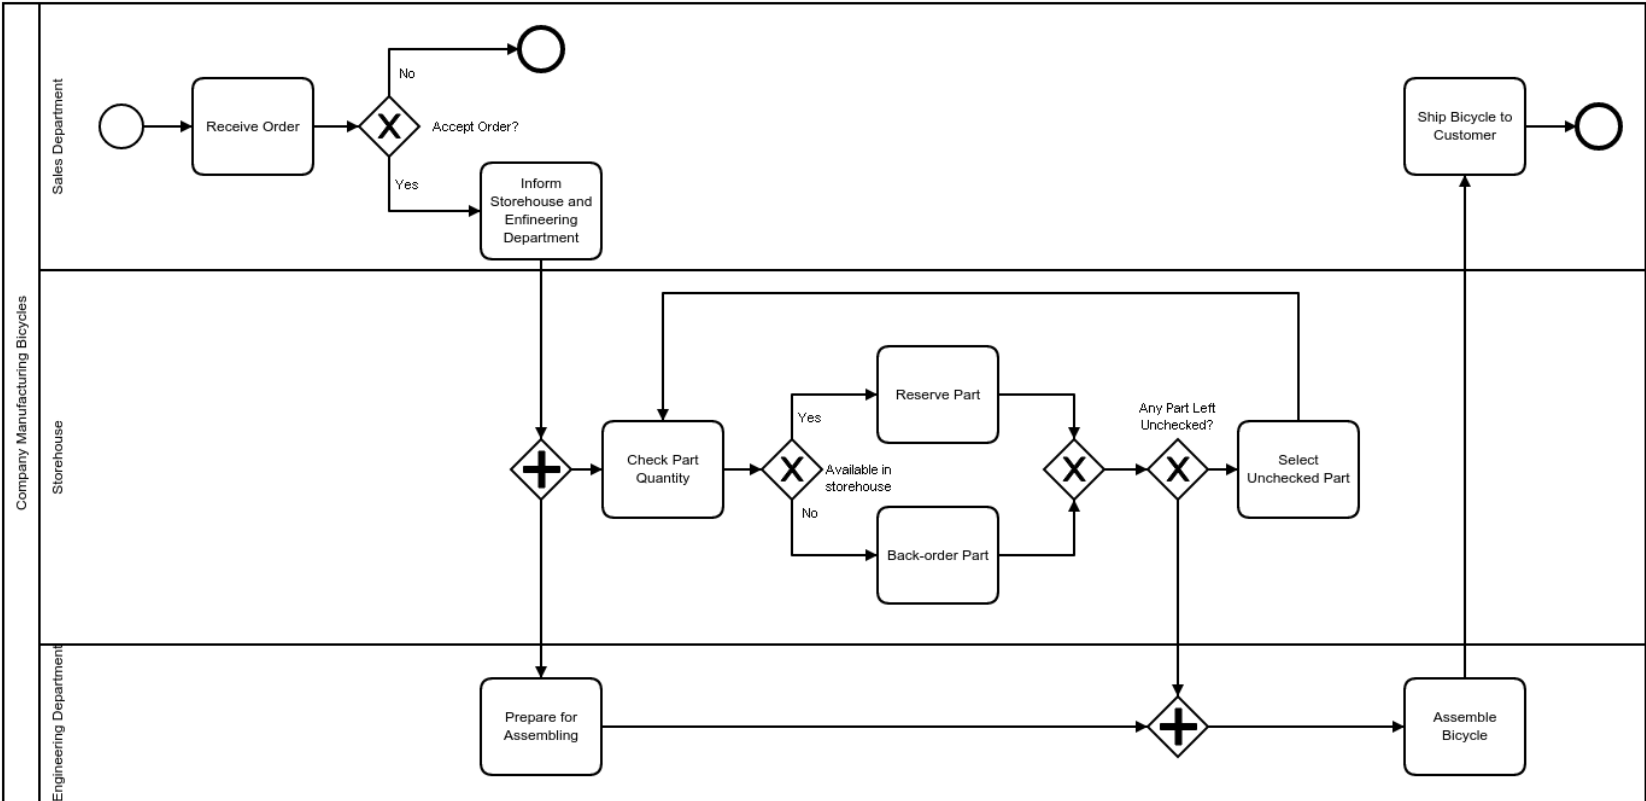 Company Manufacturing Bicycles
Sales Department
Receive Order
No
Accept Order?
Yes
Inform
Storehouse and
Enfineering
Department
Ship Bicycle to
Customer
Storehouse
Check Part
Quantity
Yes
Available in
storehouse
No
Reserve Part
Back-order Part
Any Part Left
Unchecked?
Select
Unchecked Part
Engineering Department
Prepare for
Assembling
Assemble
Bicycle